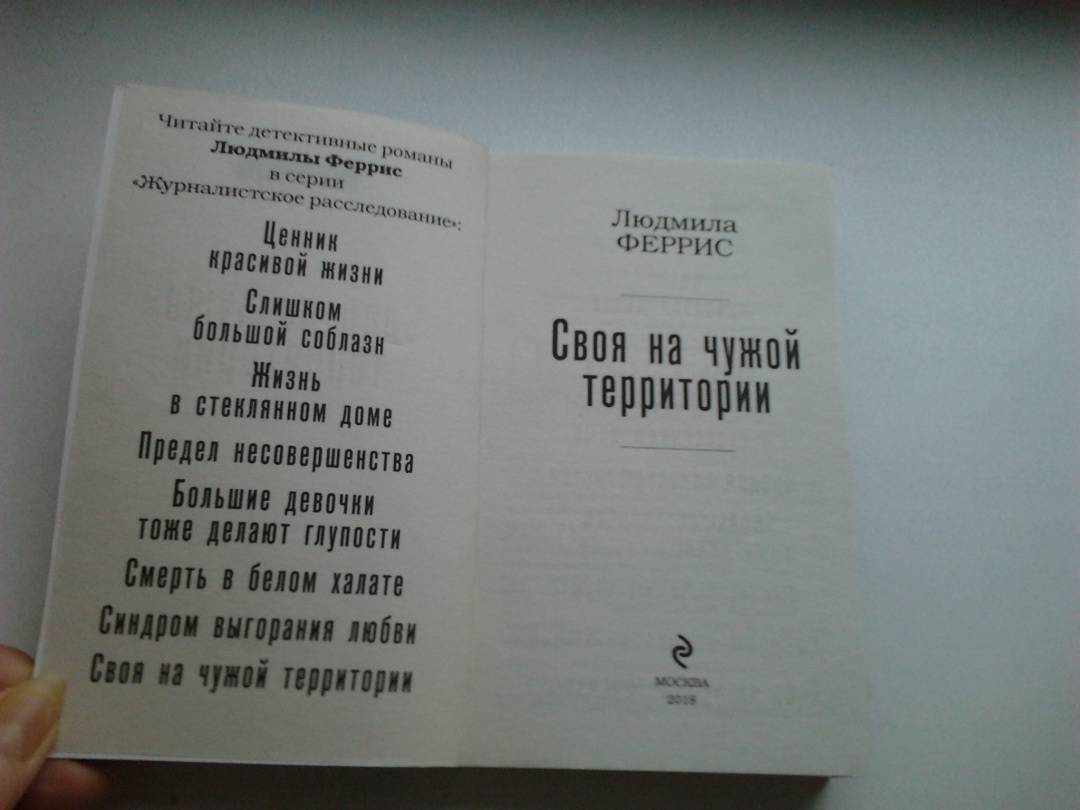 Читайте детективные романы
Людмилы Феррис
в серии
«Журналистское расследование»:
Ценник
красивой жизни
Слишком
большой соблазн
Жизнь
в стеклянном доме
Предел несовершенства
Большие девочки
тоже делают глупости
Смерть в белом халате
Синдром выгорания любви
Своя на чужой территории
Людмила
ФЕРРИС
Своя на чужой
территории
МОСКВА
2018